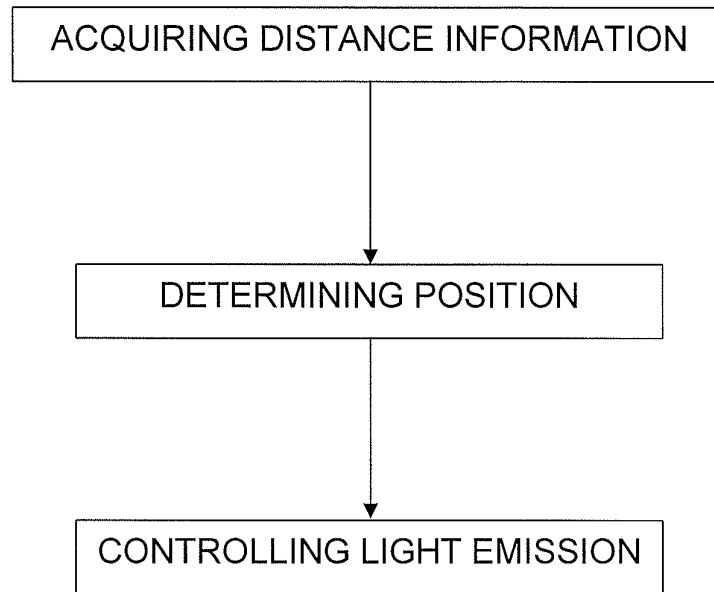 ACQUIRING DISTANCE INFORMATION
DETERMINING POSITION
CONTROLLING LIGHT EMISSION